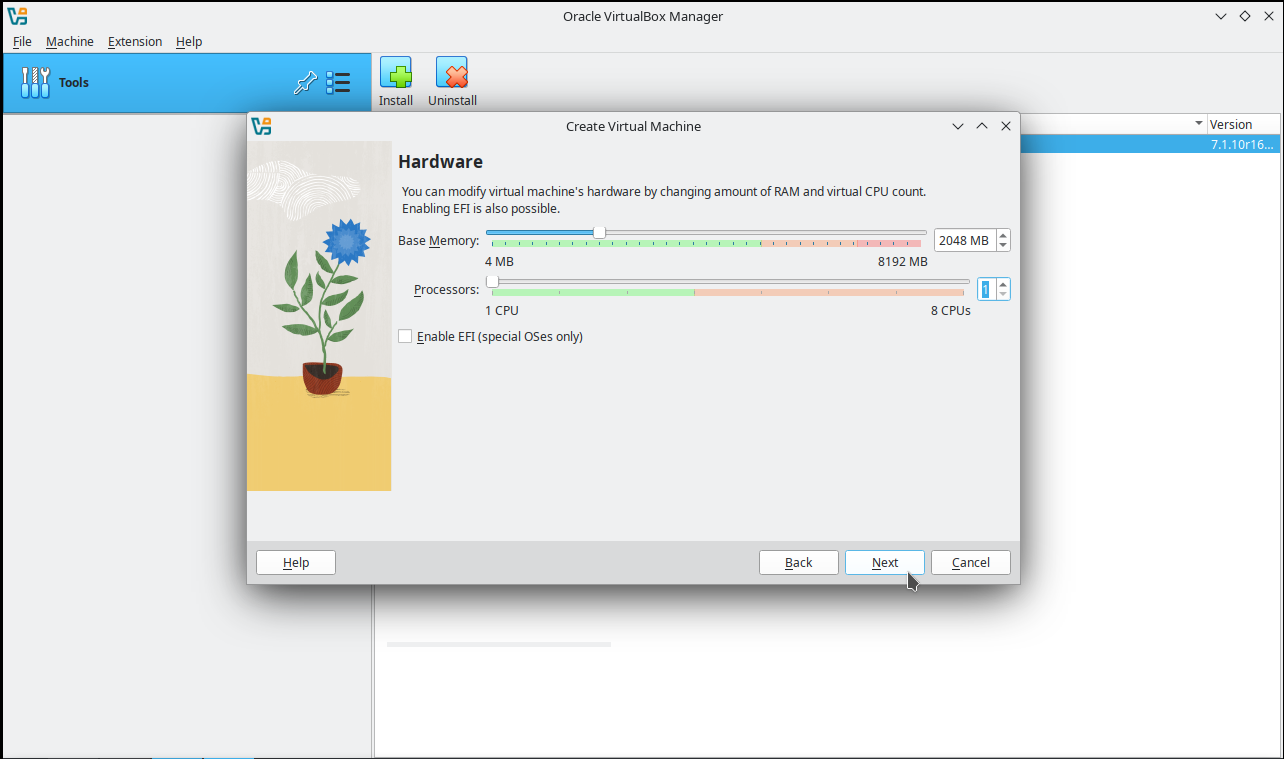 Oracle VirtualBox Manager
File Machine Extension Help
Tools
Install Uninstall
Version
7.1.10r16...
Create Virtual Machine
Hardware
You can modify virtual machine's hardware by changing amount of RAM and virtual CPU count.
Enabling EFI is also possible.
Base Memory: 2048 MB
4 MB 8192 MB
Processors: 1
1 CPU 8 CPUs
Enable EFI (special OSes only)
Help Back Next Cancel